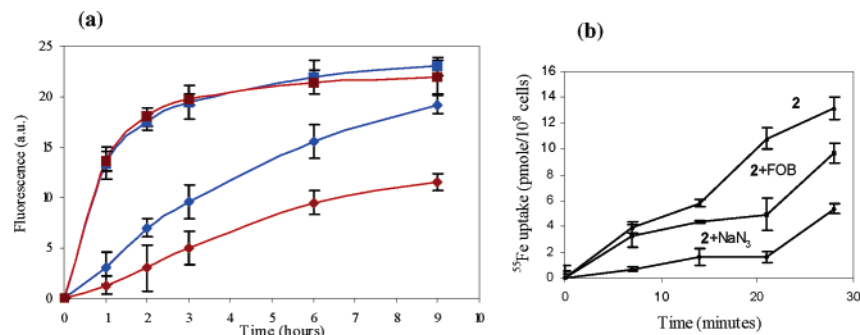 (a)
25
20
15
10
5
0
Fluorescence (a.u.)
0 1 2 3 4 5 6 7 8 9 10
Time (hours)
(b)
16
14
12
10
8
6
4
2
0
⁵⁵Fe uptake (pmole/10⁸ cells)
2
2+FOB
2+NaN₃
0 10 20 30
Time (minutes)